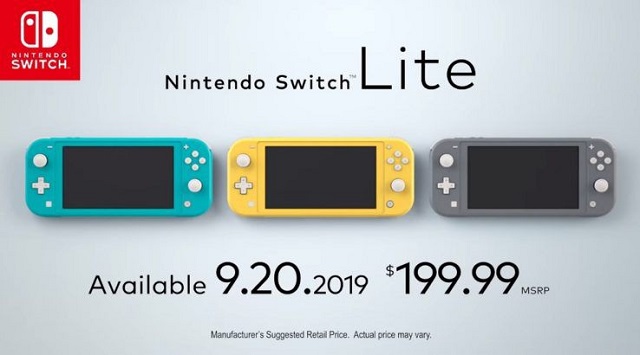 NINTENDO
SWITCH
Nintendo Switch™ Lite
Available 9.20.2019 $199.99 MSRP
Manufacturer's Suggested Retail Price. Actual price may vary.